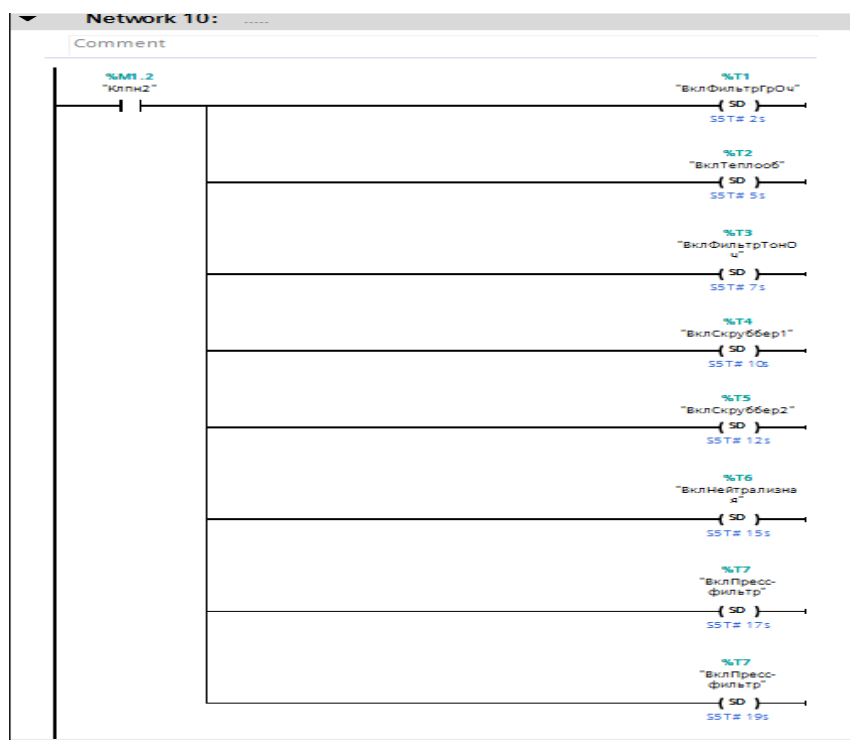 Network 10: .....
Comment
%M1.2
"Клпн2"
%T1
"ВклФильтрГрОч"
SD
S5T# 2s
%T2
"ВклТеплооб"
SD
S5T# 5s
%T3
"ВклФильтрТонО
ч"
SD
S5T# 7s
%T4
"ВклСкруббер1"
SD
S5T# 10s
%T5
"ВклСкруббер2"
SD
S5T# 12s
%T6
"ВклНейтрализна
я"
SD
S5T# 15s
%T7
"ВклПресс-
фильтр"
SD
S5T# 17s
%T7
"ВклПресс-
фильтр"
SD
S5T# 19s